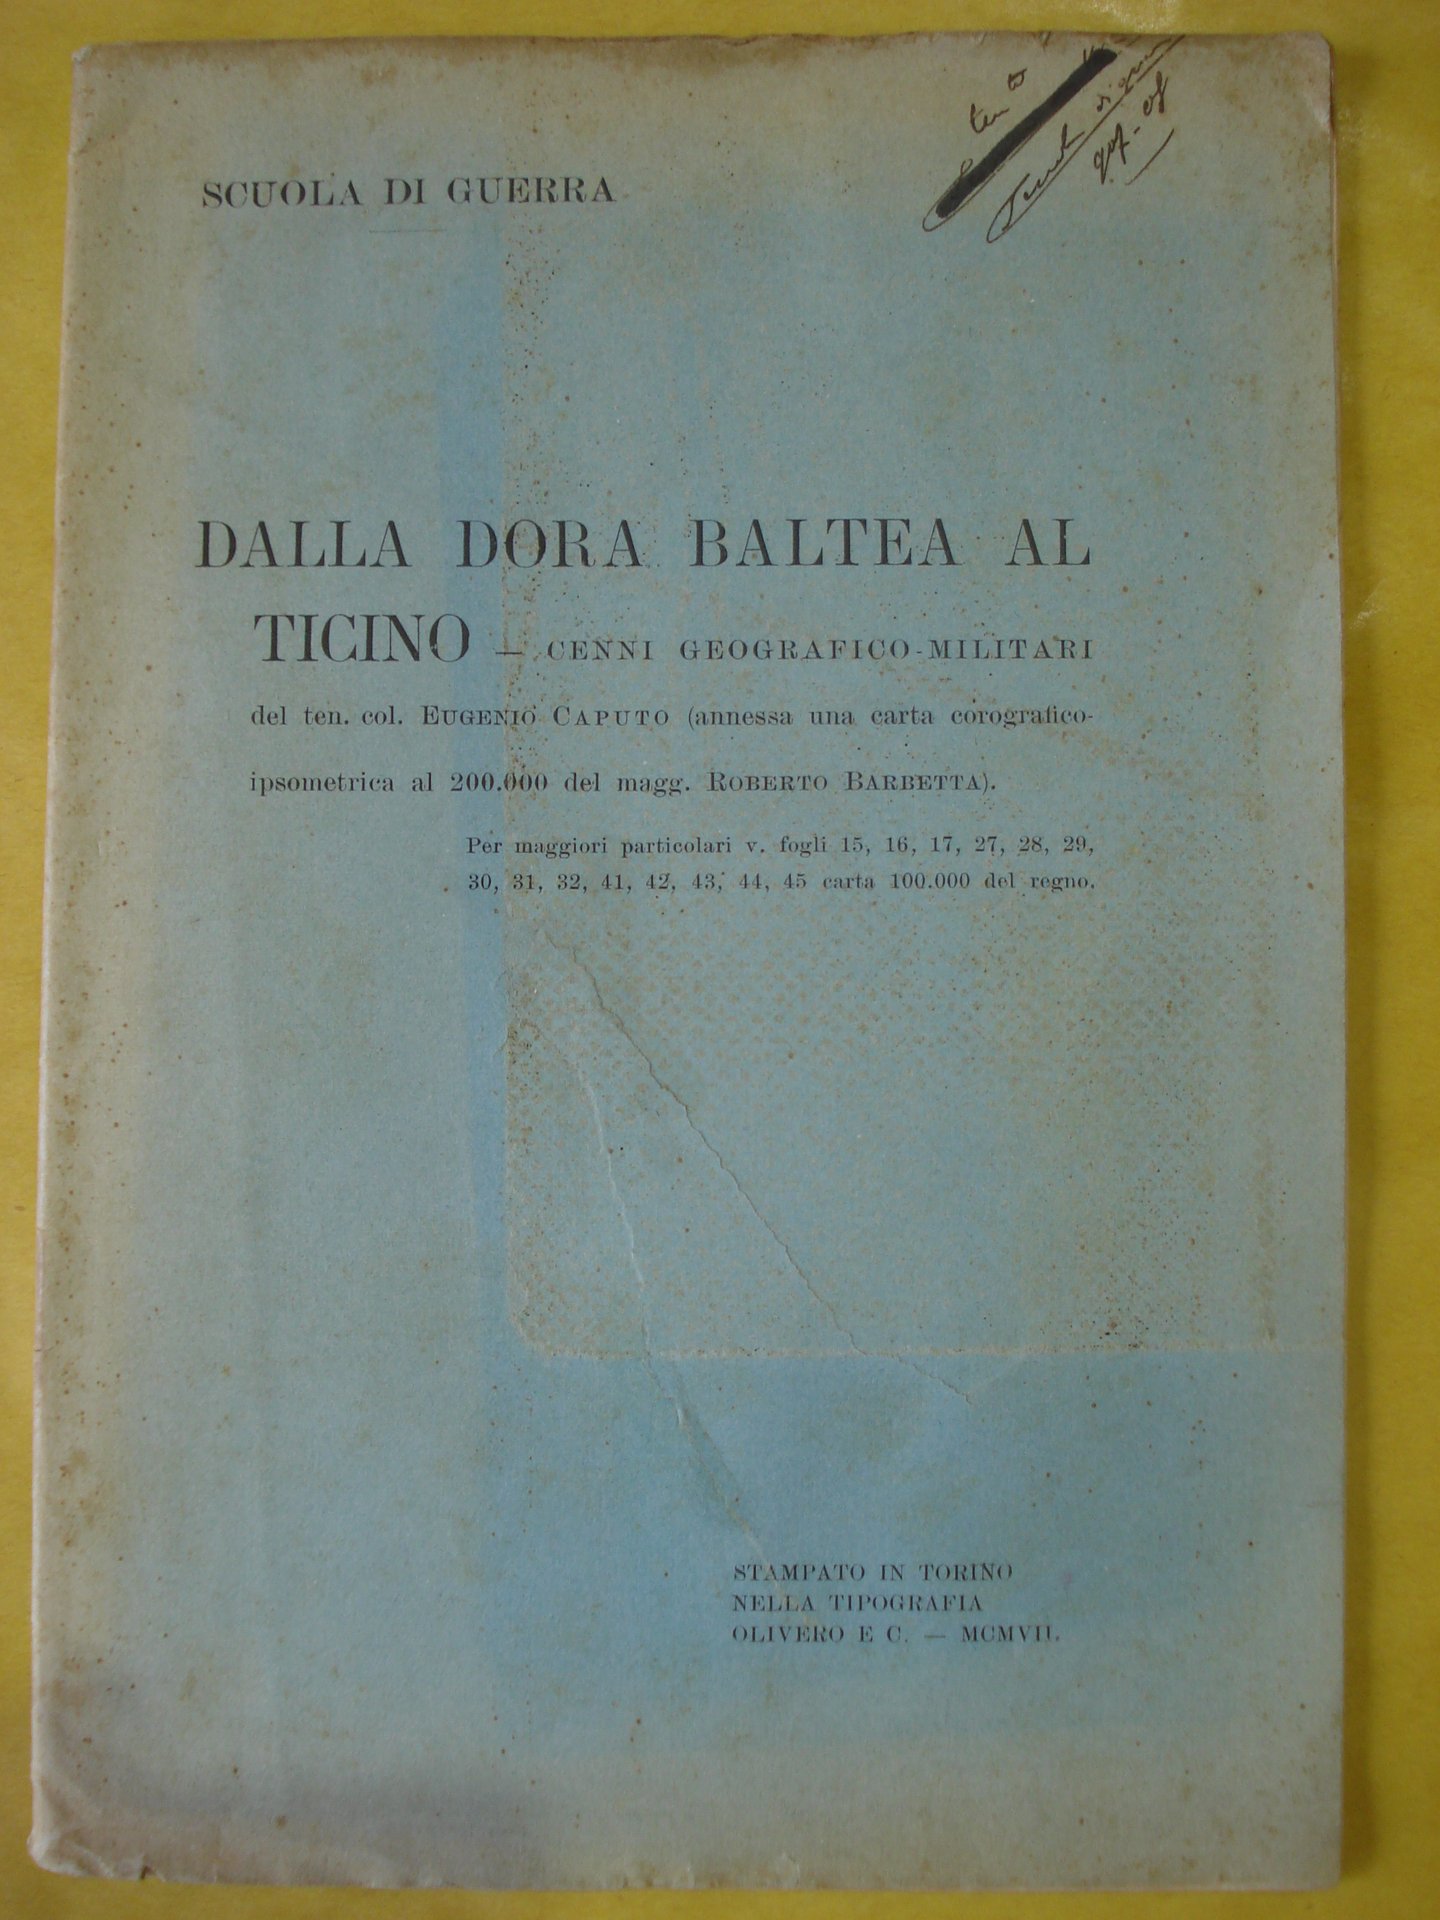 ten
SCUOLA DI GUERRA
DALLA DORA BALTEA AL
TICINO — CENNI GEOGRAFICO-MILITARI
del ten. col. EUGENIO CAPUTO (annessa una carta corografico-
ipsometrica al 200.000 del magg. ROBERTO BARBETTA).
Per maggiori particolari v. fogli 15, 16, 17, 27, 28, 29,
30, 31, 32, 41, 42, 43, 44, 45 carta 100.000 del regno.
STAMPATO IN TORINO
NELLA TIPOGRAFIA
OLIVERO E C. — MCMVII.